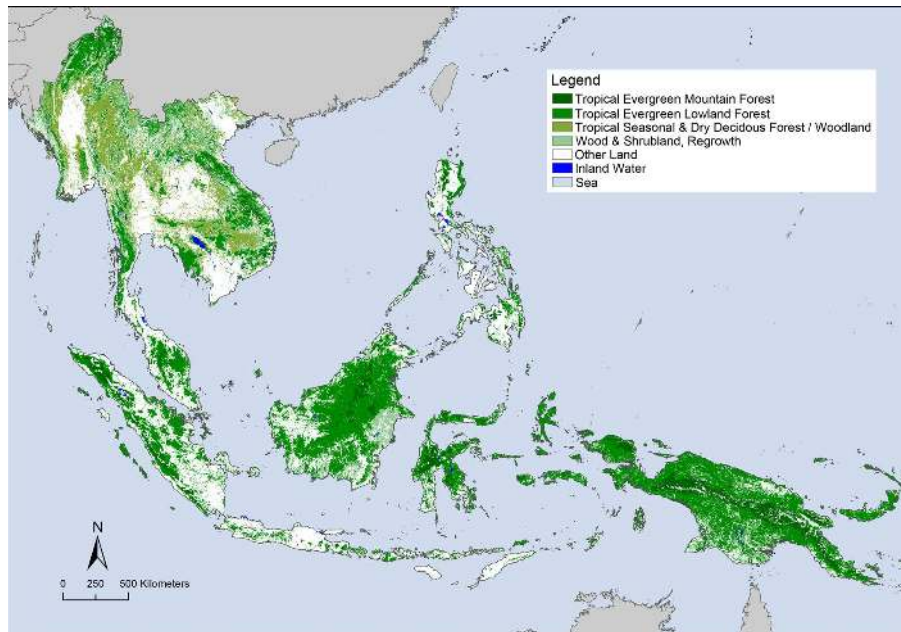 Legend
Tropical Evergreen Mountain Forest
Tropical Evergreen Lowland Forest
Tropical Seasonal & Dry Decidous Forest / Woodland
Wood & Shrubland, Regrowth
Other Land
Inland Water
Sea
N
0 250 500 Kilometers